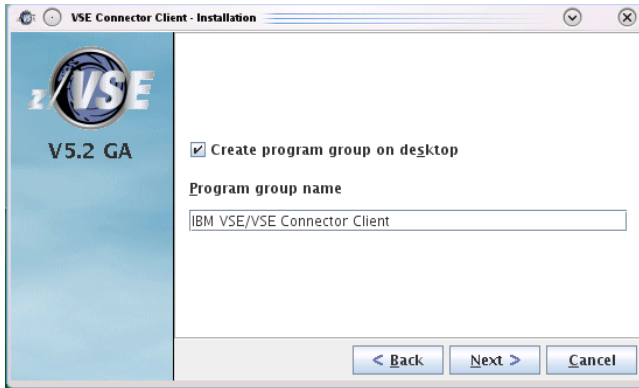 VSE Connector Client - Installation
z/VSE
V5.2 GA
Create program group on desktop
Program group name
IBM VSE/VSE Connector Client
< Back Next > Cancel